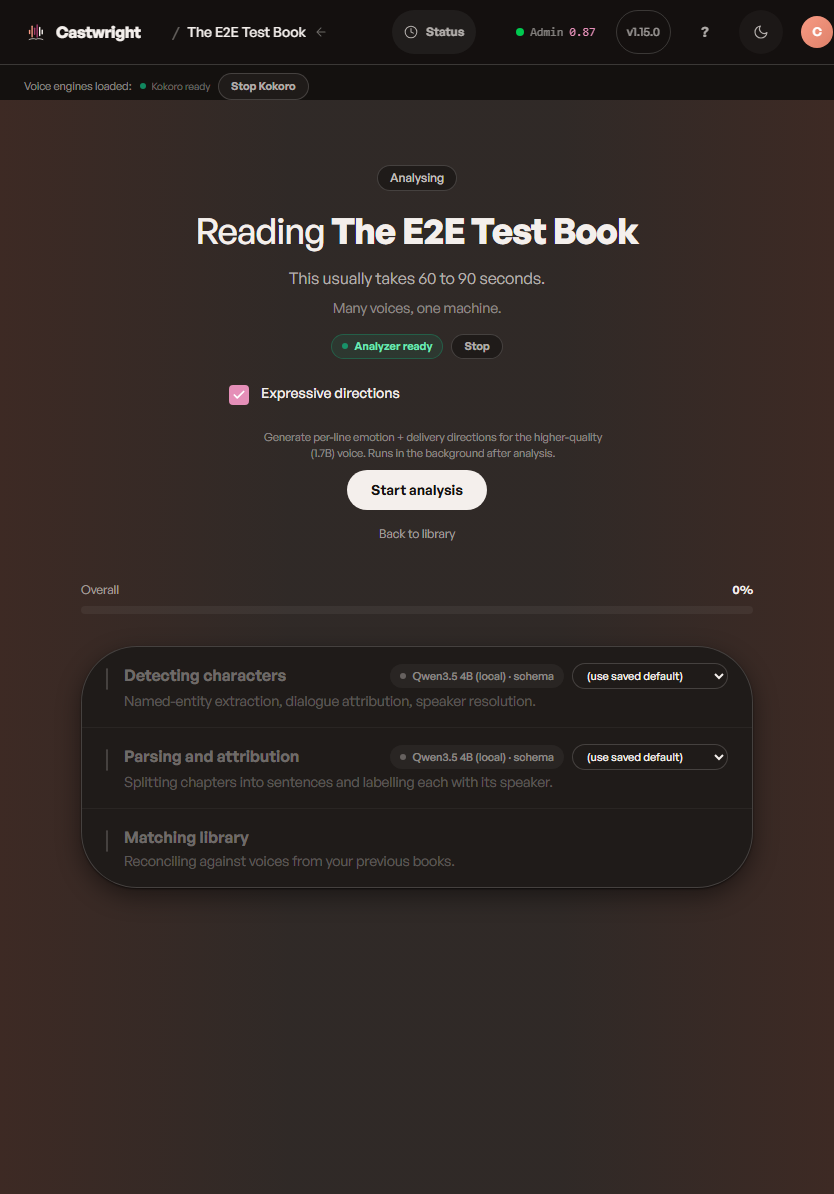 Castwright / The E2E Test Book ← Status Admin 0.87 v1.15.0 ? C
Voice engines loaded: Kokoro ready Stop Kokoro
Analysing
Reading The E2E Test Book
This usually takes 60 to 90 seconds.
Many voices, one machine.
Analyzer ready Stop
Expressive directions
Generate per-line emotion + delivery directions for the higher-quality
(1.7B) voice. Runs in the background after analysis.
Start analysis
Back to library
Overall 0%
Detecting characters Qwen3.5 4B (local) · schema (use saved default)
Named-entity extraction, dialogue attribution, speaker resolution.
Parsing and attribution Qwen3.5 4B (local) · schema (use saved default)
Splitting chapters into sentences and labelling each with its speaker.
Matching library
Reconciling against voices from your previous books.